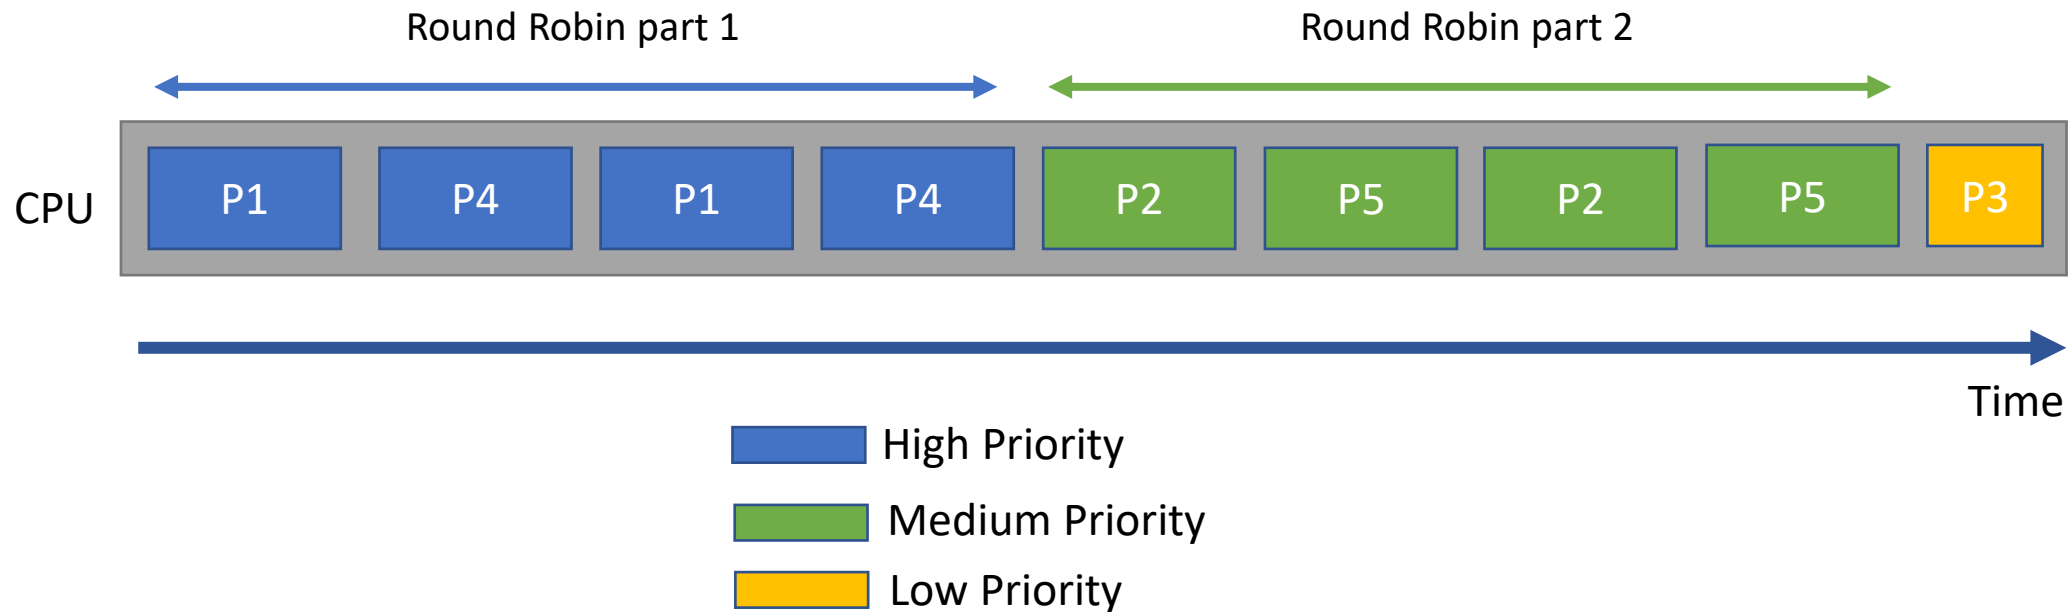 Round Robin part 1
Round Robin part 2
CPU
P1
P4
P1
P4
P2
P5
P2
P5
P3
Time
High Priority
Medium Priority
Low Priority